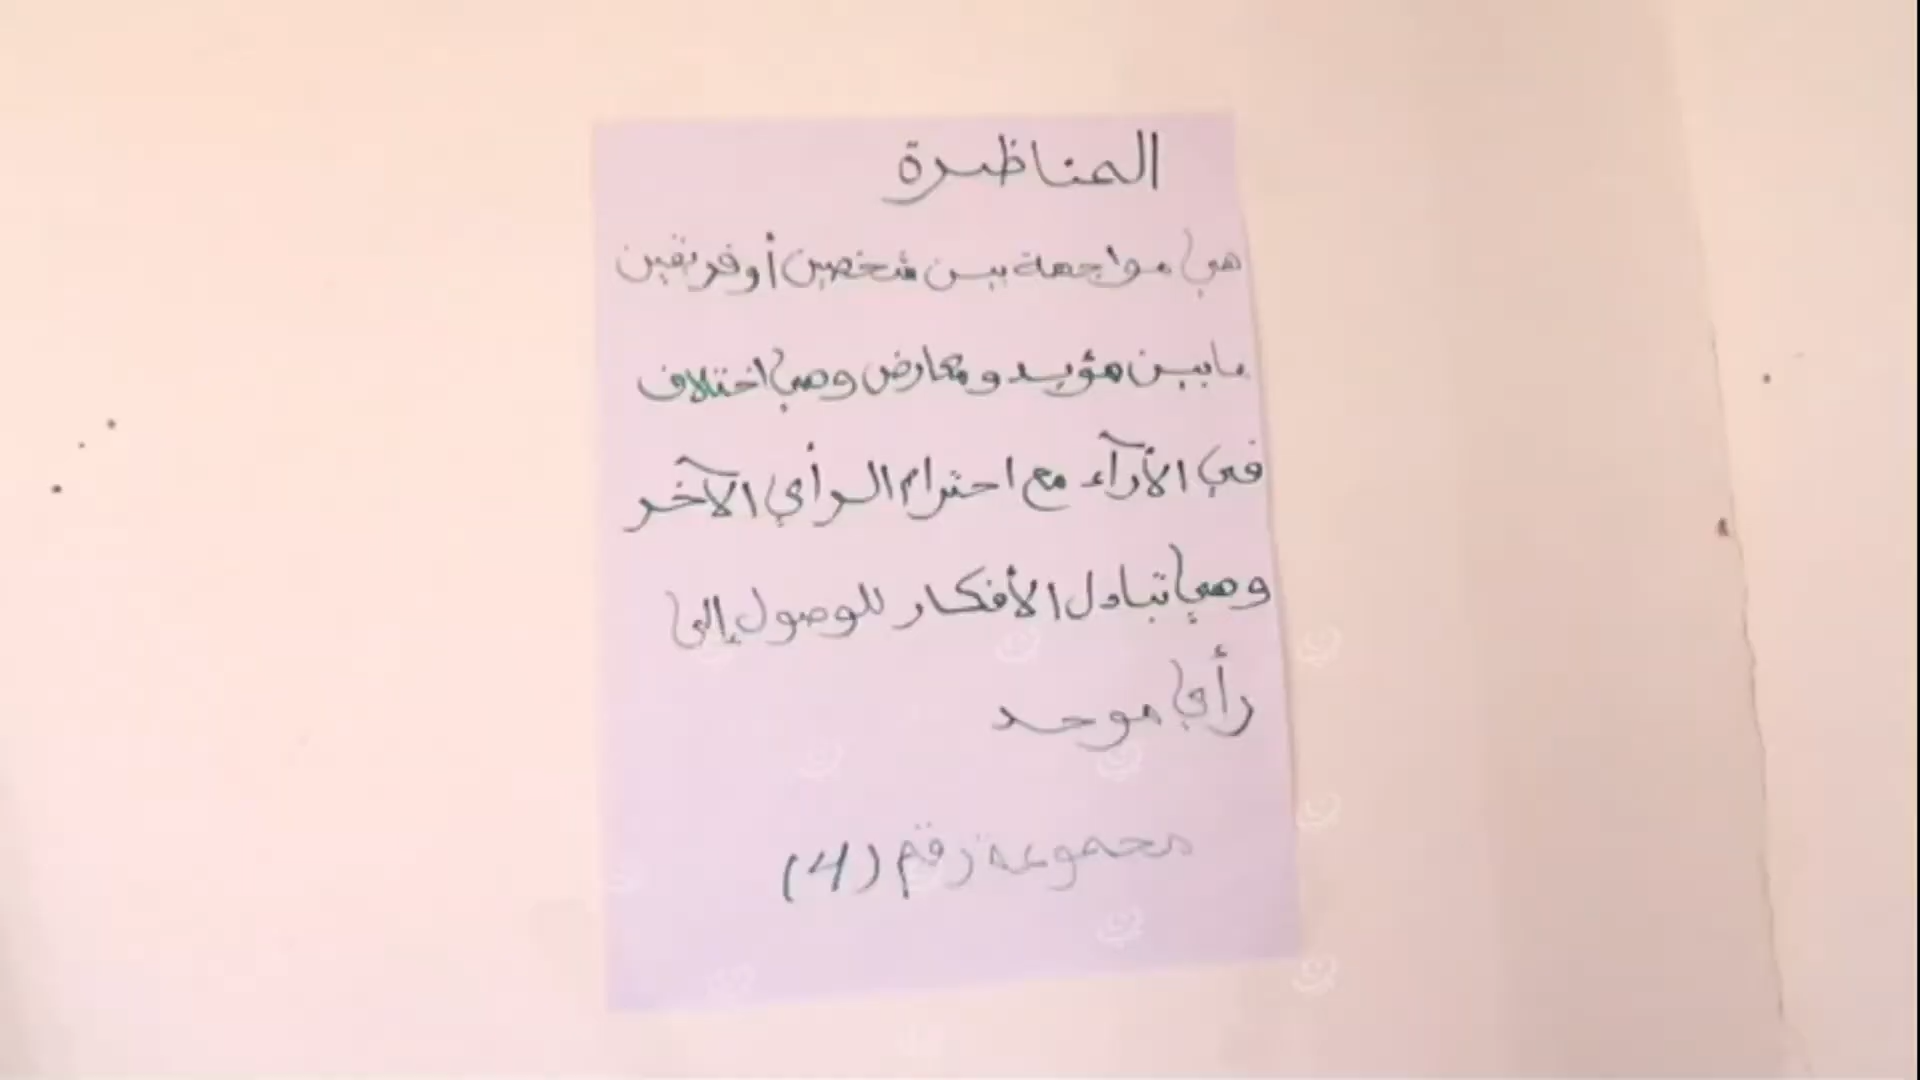 المناظرة
هي مواجهة بين شخصين أو فريقين
ما بين مؤيد و معارض وهي اختلاف
في الأرآء مع احترام الرأي الآخر
وهي تبادل الأفكار للوصول إلى
رأي موحد
مجموعة رقم (4)